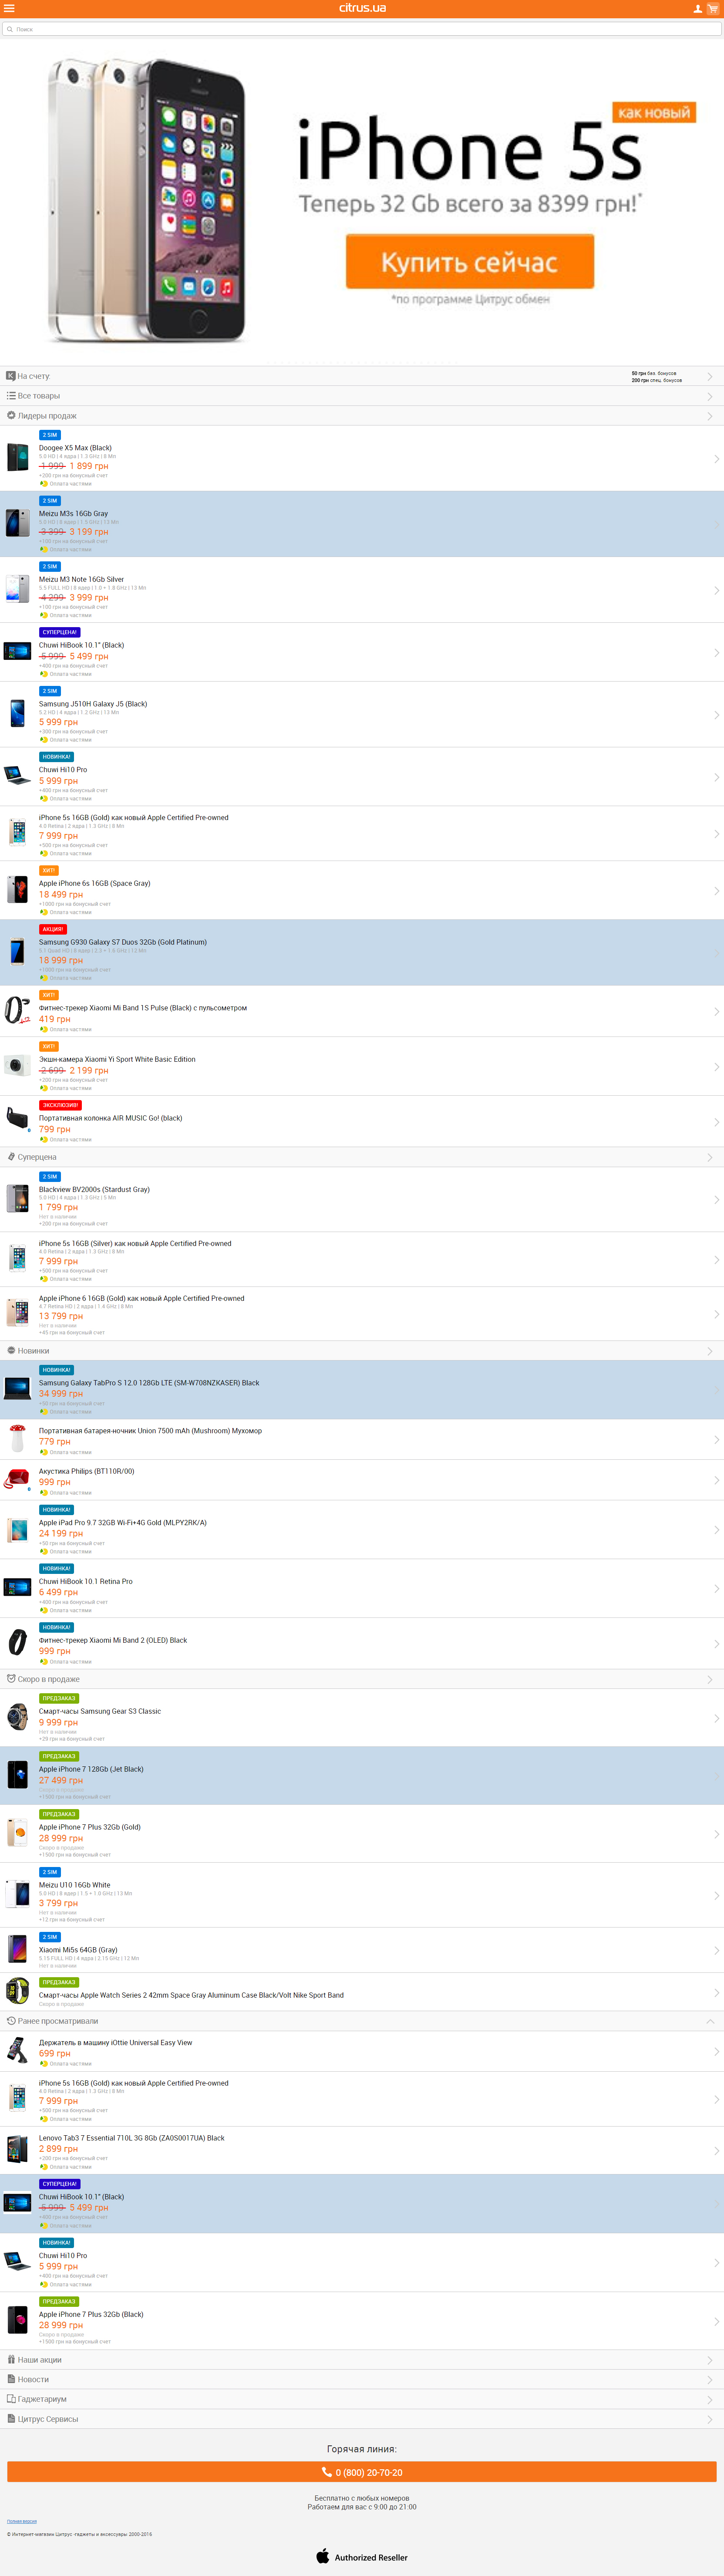 citrus.ua
Поиск
как новый
iPhone 5s
Теперь 32 Gb всего за 8399 грн!*
Купить сейчас
*по программе Цитрус обмен
На счету:
50 грн без. бонусов
200 грн спец. бонусов
Все товары
Лидеры продаж
2 SIM
Doogee X5 Max (Black)
5.0 HD | 4 ядра | 1.3 GHz | 8 Мп
1 999 1 899 грн
+200 грн на бонусный счет
Оплата частями
2 SIM
Meizu M3s 16Gb Gray
5.0 HD | 8 ядер | 1.5 GHz | 13 Мп
3 399 3 199 грн
+100 грн на бонусный счет
Оплата частями
2 SIM
Meizu M3 Note 16Gb Silver
5.5 FULL HD | 8 ядер | 1.0 + 1.8 GHz | 13 Мп
4 299 3 999 грн
+100 грн на бонусный счет
Оплата частями
СУПЕРЦЕНА!
Chuwi HiBook 10.1" (Black)
5 999 5 499 грн
+400 грн на бонусный счет
Оплата частями
2 SIM
Samsung J510H Galaxy J5 (Black)
5.2 HD | 4 ядра | 1.2 GHz | 13 Мп
5 999 грн
+300 грн на бонусный счет
Оплата частями
НОВИНКА!
Chuwi Hi10 Pro
5 999 грн
+400 грн на бонусный счет
Оплата частями
iPhone 5s 16GB (Gold) как новый Apple Certified Pre-owned
4.0 Retina | 2 ядра | 1.3 GHz | 8 Мп
7 999 грн
+500 грн на бонусный счет
Оплата частями
ХИТ!
Apple iPhone 6s 16GB (Space Gray)
18 499 грн
+1000 грн на бонусный счет
Оплата частями
АКЦИЯ!
Samsung G930 Galaxy S7 Duos 32Gb (Gold Platinum)
18 999 грн
+1000 грн на бонусный счет
Оплата частями
ХИТ!
Фитнес-трекер Xiaomi Mi Band 1S Pulse (Black) с пульсометром
419 грн
Оплата частями
ХИТ!
Экшн-камера Xiaomi Yi Sport White Basic Edition
2 699 2 199 грн
+200 грн на бонусный счет
Оплата частями
ЭКСКЛЮЗИВ!
Портативная колонка AIR MUSIC Go! (black)
799 грн
Оплата частями
Суперцена
2 SIM
Blackview BV2000s (Stardust Gray)
5.0 HD | 4 ядра | 1.3 GHz | 5 Мп
1 799 грн
Нет в наличии
+200 грн на бонусный счет
iPhone 5s 16GB (Silver) как новый Apple Certified Pre-owned
4.0 Retina | 2 ядра | 1.3 GHz | 8 Мп
7 999 грн
+500 грн на бонусный счет
Оплата частями
Apple iPhone 6 16GB (Gold) как новый Apple Certified Pre-owned
4.7 Retina HD | 2 ядра | 1.4 GHz | 8 Мп
13 799 грн
Нет в наличии
+45 грн на бонусный счет
Новинки
НОВИНКА!
Samsung Galaxy TabPro S 12.0 128Gb LTE (SM-W708NZKASER) Black
34 999 грн
+50 грн на бонусный счет
Оплата частями
Портативная батарея-ночник Union 7500 mAh (Mushroom) Мухомор
779 грн
Оплата частями
Акустика Philips (BT110R/00)
999 грн
Оплата частями
НОВИНКА!
Apple iPad Pro 9.7 32GB Wi-Fi+4G Gold (MLPY2RK/A)
24 199 грн
+50 грн на бонусный счет
Оплата частями
НОВИНКА!
Chuwi HiBook 10.1 Retina Pro
6 499 грн
+400 грн на бонусный счет
Оплата частями
НОВИНКА!
Фитнес-трекер Xiaomi Mi Band 2 (OLED) Black
999 грн
Оплата частями
Скоро в продаже
ПРЕДЗАКАЗ
Смарт-часы Samsung Gear S3 Classic
9 999 грн
Нет в наличии
+29 грн на бонусный счет
ПРЕДЗАКАЗ
Apple iPhone 7 128Gb (Jet Black)
27 499 грн
Скоро в продаже
+1500 грн на бонусный счет
ПРЕДЗАКАЗ
Apple iPhone 7 Plus 32Gb (Gold)
28 999 грн
Скоро в продаже
+1500 грн на бонусный счет
2 SIM
Meizu U10 16Gb White
5.0 HD | 8 ядер | 1.5 + 1.0 GHz | 13 Мп
3 799 грн
Нет в наличии
+12 грн на бонусный счет
2 SIM
Xiaomi Mi5s 64GB (Gray)
5.15 FULL HD | 4 ядра | 2.15 GHz | 12 Мп
Нет в наличии
ПРЕДЗАКАЗ
Смарт-часы Apple Watch Series 2 42mm Space Gray Aluminum Case Black/Volt Nike Sport Band
Скоро в продаже
Ранее просматривали
Держатель в машину iOttie Universal Easy View
699 грн
Оплата частями
iPhone 5s 16GB (Gold) как новый Apple Certified Pre-owned
4.0 Retina | 2 ядра | 1.3 GHz | 8 Мп
7 999 грн
+500 грн на бонусный счет
Оплата частями
Lenovo Tab3 7 Essential 710L 3G 8Gb (ZA0S0017UA) Black
2 899 грн
+200 грн на бонусный счет
Оплата частями
СУПЕРЦЕНА!
Chuwi HiBook 10.1" (Black)
5 999 5 499 грн
+400 грн на бонусный счет
Оплата частями
НОВИНКА!
Chuwi Hi10 Pro
5 999 грн
+400 грн на бонусный счет
Оплата частями
ПРЕДЗАКАЗ
Apple iPhone 7 Plus 32Gb (Black)
28 999 грн
Скоро в продаже
+1500 грн на бонусный счет
Наши акции
Новости
Гаджетариум
Цитрус Сервисы
Горячая линия:
0 (800) 20-70-20
Бесплатно с любых номеров
Работаем для вас с 9:00 до 21:00
Полная версия
© Интернет-магазин Цитрус: гаджеты и аксессуары. 2000-2016
Authorized Reseller